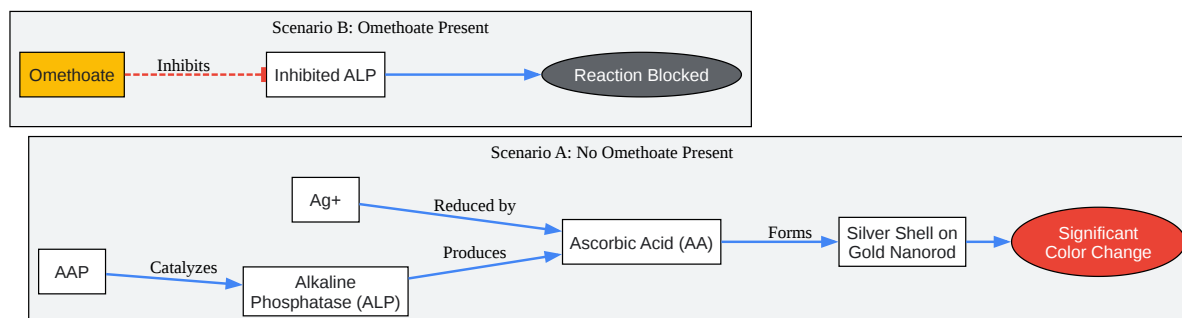 Scenario B: Omethoate Present
Omethoate
Inhibits
Inhibited ALP
Reaction Blocked
Scenario A: No Omethoate Present
Ag+
Reduced by
AAP
Catalyzes
Alkaline
Phosphatase (ALP)
Produces
Ascorbic Acid (AA)
Forms
Silver Shell on
Gold Nanorod
Significant
Color Change